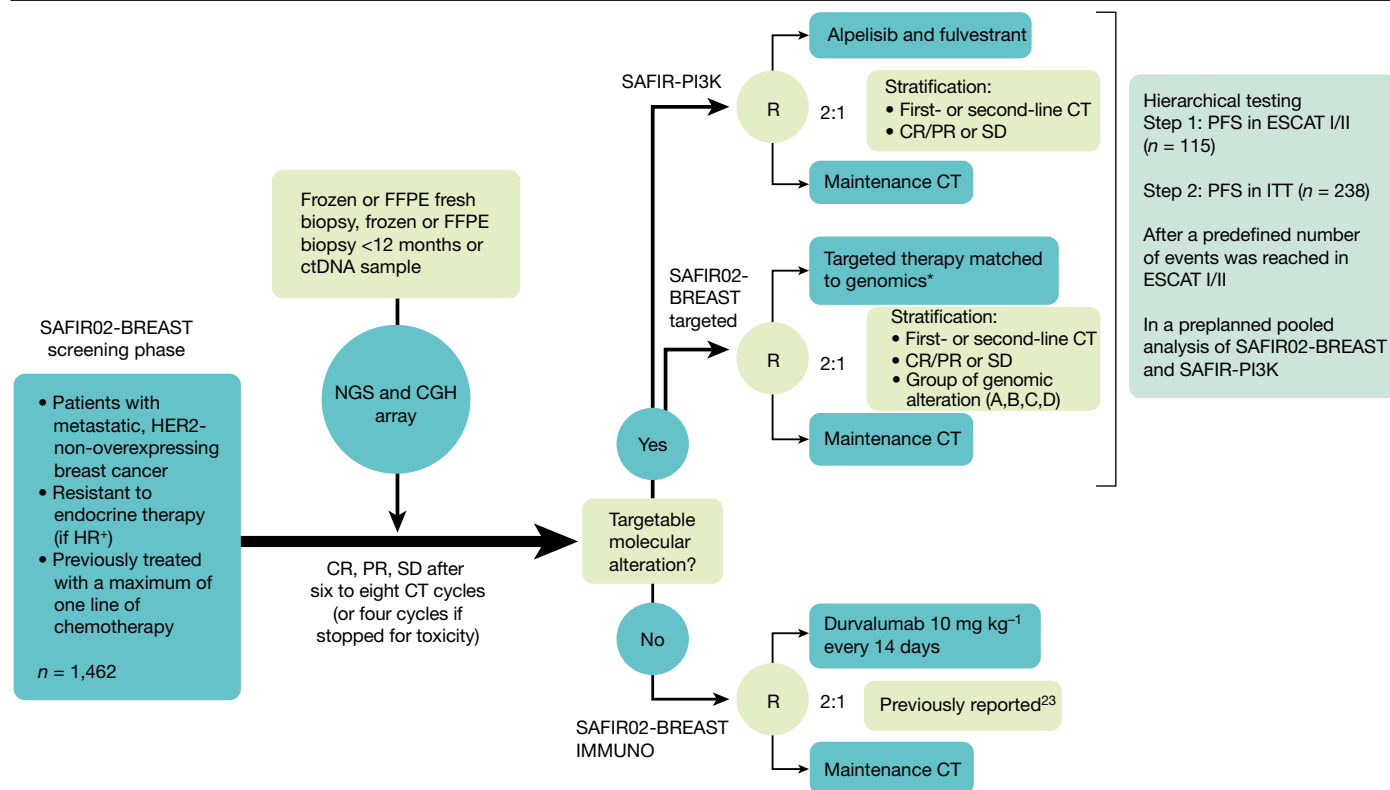 SAFIR02-BREAST
screening phase
• Patients with
metastatic, HER2-
non-overexpressing
breast cancer
• Resistant to
endocrine therapy
(if HR⁺)
• Previously treated
with a maximum of
one line of
chemotherapy
n = 1,462
Frozen or FFPE fresh
biopsy, frozen or FFPE
biopsy <12 months or
ctDNA sample
NGS and CGH
array
CR, PR, SD after
six to eight CT cycles
(or four cycles if
stopped for toxicity)
Targetable
molecular
alteration?
Yes
No
SAFIR-PI3K
R
2:1
Alpelisib and fulvestrant
Stratification:
• First- or second-line CT
• CR/PR or SD
Maintenance CT
SAFIR02-
BREAST
targeted
R
2:1
Targeted therapy matched
to genomics*
Stratification:
• First- or second-line CT
• CR/PR or SD
• Group of genomic
alteration (A,B,C,D)
Maintenance CT
SAFIR02-BREAST
IMMUNO
R
2:1
Durvalumab 10 mg kg⁻¹
every 14 days
Previously reported²³
Maintenance CT
Hierarchical testing
Step 1: PFS in ESCAT I/II
(n = 115)
Step 2: PFS in ITT (n = 238)
After a predefined number
of events was reached in
ESCAT I/II
In a preplanned pooled
analysis of SAFIR02-BREAST
and SAFIR-PI3K